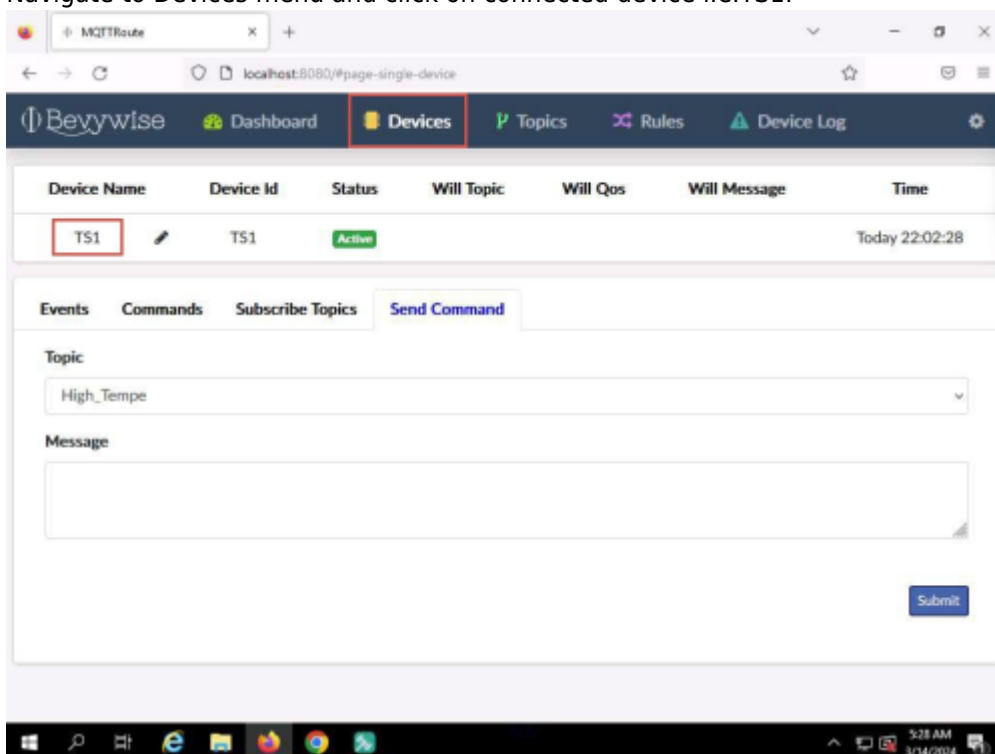 Navigate to Devices menu and click on connected device i.e.TS1.
MQTTRoute
localhost:8080/#page-single-device
Bevywise Dashboard Devices Topics Rules Device Log
Device Name Device Id Status Will Topic Will Qos Will Message Time
TS1 TS1 Active Today 22:02:28
Events Commands Subscribe Topics Send Command
Topic
High_Tempe
Message
Submit
5:28 AM
3/14/2024